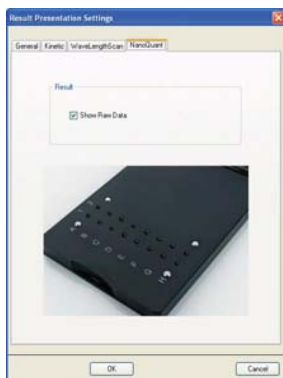 Result Presentation Settings
General Kinetic WaveLengthScan NanoQuant
Result
Show Raw Data
A B C D E F G H
OK Cancel